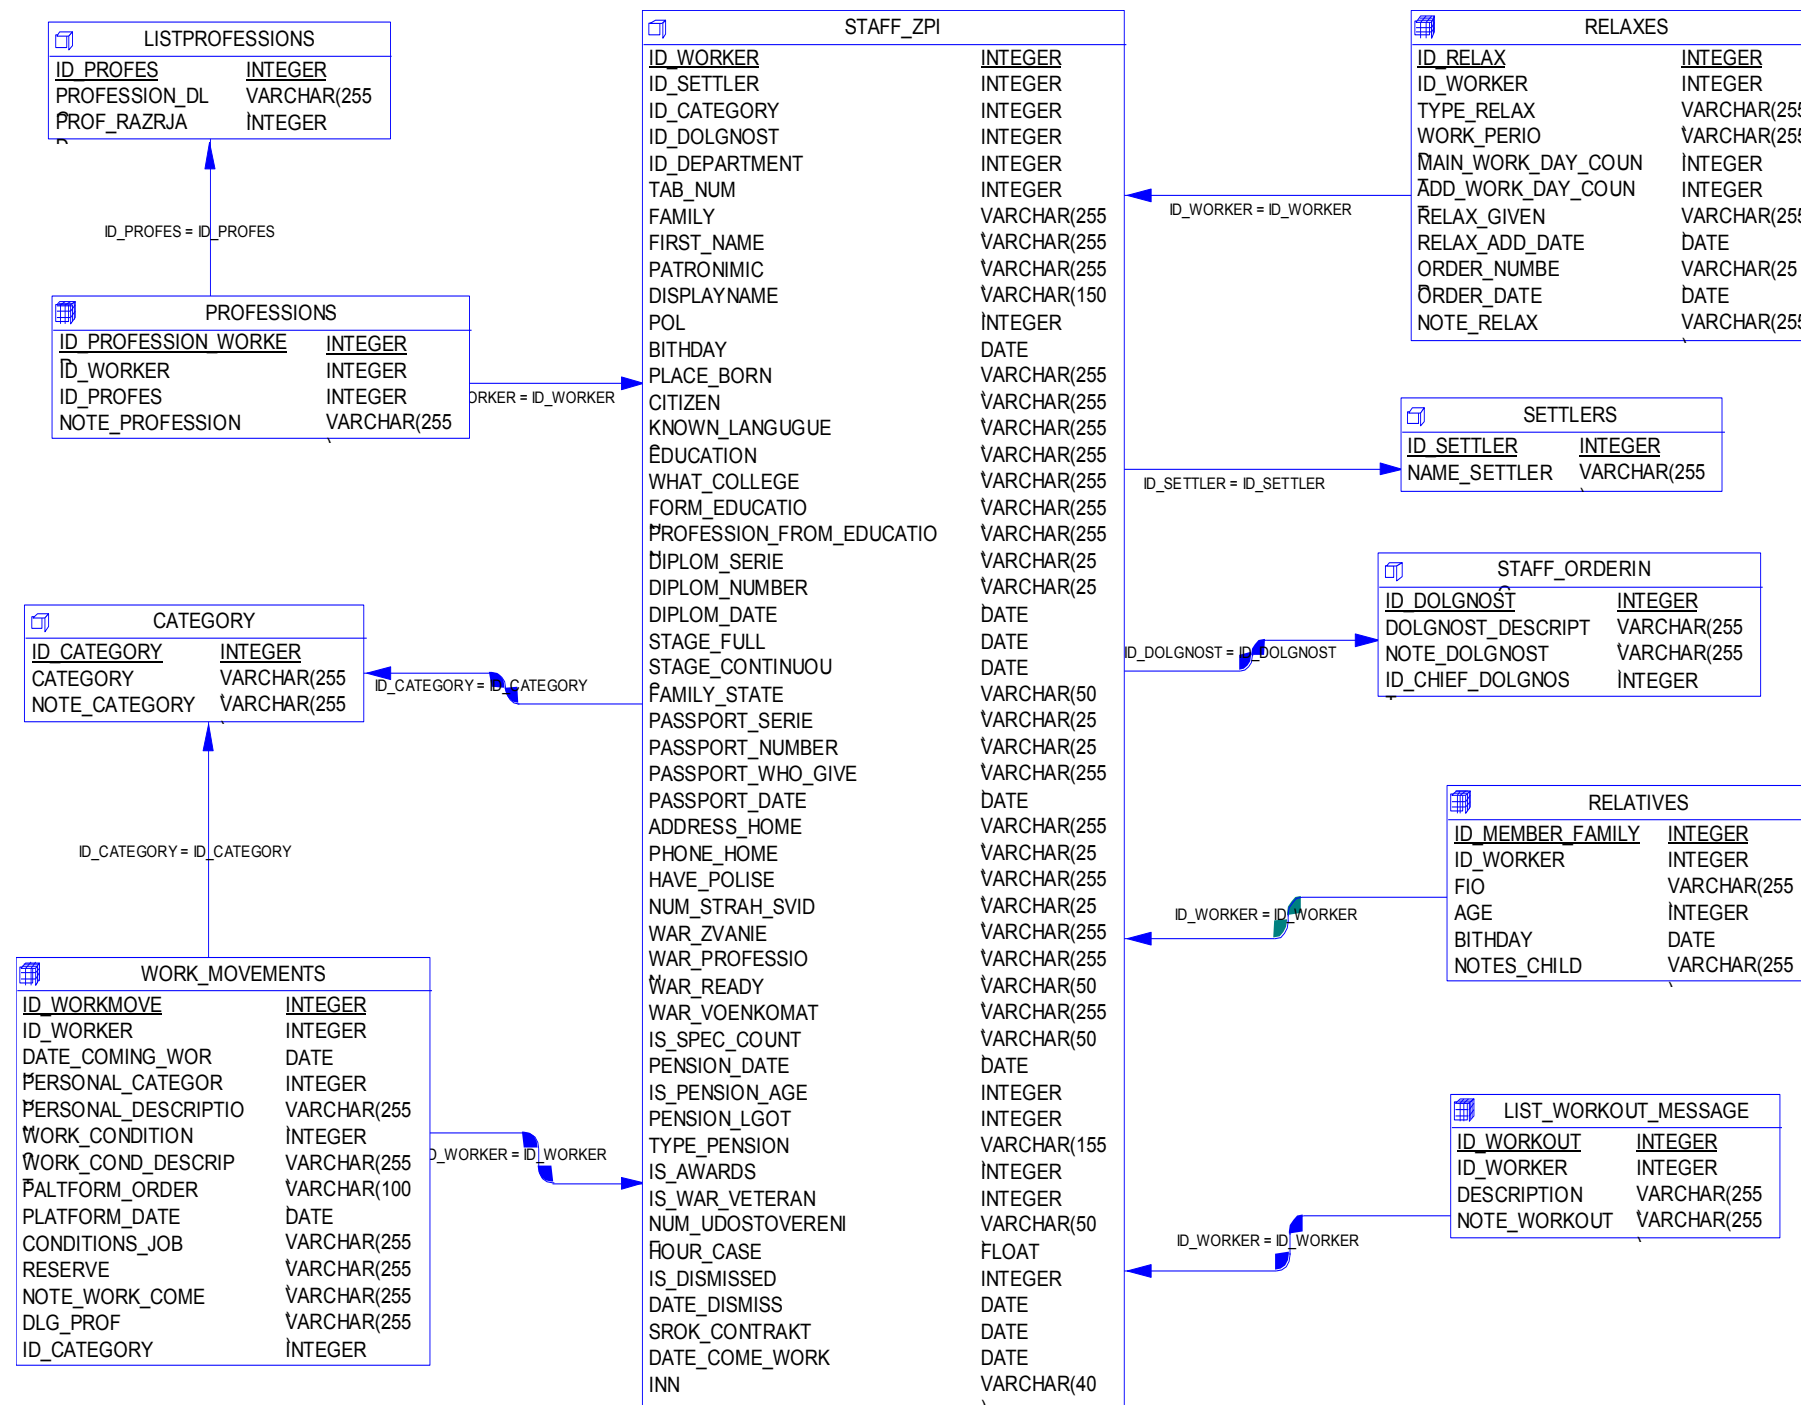 LISTPROFESSIONS
ID_PROFES INTEGER
PROFESSION_DL VARCHAR(255
PROF_RAZRJA INTEGER
ID_PROFES = ID_PROFES
PROFESSIONS
ID_PROFESSION_WORKE INTEGER
ID_WORKER INTEGER
ID_PROFES INTEGER
NOTE_PROFESSION VARCHAR(255
ORKER = ID_WORKER
CATEGORY
ID_CATEGORY INTEGER
CATEGORY VARCHAR(255
NOTE_CATEGORY VARCHAR(255
ID_CATEGORY = ID_CATEGORY
ID_CATEGORY = ID_CATEGORY
WORK_MOVEMENTS
ID_WORKMOVE INTEGER
ID_WORKER INTEGER
DATE_COMING_WOR DATE
PERSONAL_CATEGOR INTEGER
PERSONAL_DESCRIPTIO VARCHAR(255
WORK_CONDITION INTEGER
WORK_COND_DESCRIP VARCHAR(255
PALTFORM_ORDER VARCHAR(100
PLATFORM_DATE DATE
CONDITIONS_JOB VARCHAR(255
RESERVE VARCHAR(255
NOTE_WORK_COME VARCHAR(255
DLG_PROF VARCHAR(255
ID_CATEGORY INTEGER
D_WORKER = ID_WORKER
STAFF_ZPI
ID_WORKER INTEGER
ID_SETTLER INTEGER
ID_CATEGORY INTEGER
ID_DOLGNOST INTEGER
ID_DEPARTMENT INTEGER
TAB_NUM INTEGER
FAMILY VARCHAR(255
FIRST_NAME VARCHAR(255
PATRONIMIC VARCHAR(255
DISPLAYNAME VARCHAR(150
POL INTEGER
BITHDAY DATE
PLACE_BORN VARCHAR(255
CITIZEN VARCHAR(255
KNOWN_LANGUGUE VARCHAR(255
EDUCATION VARCHAR(255
WHAT_COLLEGE VARCHAR(255
FORM_EDUCATIO VARCHAR(255
PROFESSION_FROM_EDUCATIO VARCHAR(255
DIPLOM_SERIE VARCHAR(25
DIPLOM_NUMBER VARCHAR(25
DIPLOM_DATE DATE
STAGE_FULL DATE
STAGE_CONTINUOU DATE
FAMILY_STATE VARCHAR(50
PASSPORT_SERIE VARCHAR(25
PASSPORT_NUMBER VARCHAR(25
PASSPORT_WHO_GIVE VARCHAR(255
PASSPORT_DATE DATE
ADDRESS_HOME VARCHAR(255
PHONE_HOME VARCHAR(25
HAVE_POLISE VARCHAR(255
NUM_STRAH_SVID VARCHAR(25
WAR_ZVANIE VARCHAR(255
WAR_PROFESSIO VARCHAR(255
WAR_READY VARCHAR(50
WAR_VOENKOMAT VARCHAR(255
IS_SPEC_COUNT VARCHAR(50
PENSION_DATE DATE
IS_PENSION_AGE INTEGER
PENSION_LGOT INTEGER
TYPE_PENSION VARCHAR(155
IS_AWARDS INTEGER
IS_WAR_VETERAN INTEGER
NUM_UDOSTOVERENI VARCHAR(50
HOUR_CASE FLOAT
IS_DISMISSED INTEGER
DATE_DISMISS DATE
SROK_CONTRAKT DATE
DATE_COME_WORK DATE
INN VARCHAR(40
RELAXES
ID_RELAX INTEGER
ID_WORKER INTEGER
TYPE_RELAX VARCHAR(255
WORK_PERIO VARCHAR(255
MAIN_WORK_DAY_COUN INTEGER
ADD_WORK_DAY_COUN INTEGER
RELAX_GIVEN VARCHAR(255
RELAX_ADD_DATE DATE
ORDER_NUMBE VARCHAR(25
ORDER_DATE DATE
NOTE_RELAX VARCHAR(255
ID_WORKER = ID_WORKER
SETTLERS
ID_SETTLER INTEGER
NAME_SETTLER VARCHAR(255
ID_SETTLER = ID_SETTLER
STAFF_ORDERIN
ID_DOLGNOST INTEGER
DOLGNOST_DESCRIPT VARCHAR(255
NOTE_DOLGNOST VARCHAR(255
ID_CHIEF_DOLGNOS INTEGER
ID_DOLGNOST = ID_DOLGNOST
RELATIVES
ID_MEMBER_FAMILY INTEGER
ID_WORKER INTEGER
FIO VARCHAR(255
AGE INTEGER
BITHDAY DATE
NOTES_CHILD VARCHAR(255
ID_WORKER = ID_WORKER
LIST_WORKOUT_MESSAGE
ID_WORKOUT INTEGER
ID_WORKER INTEGER
DESCRIPTION VARCHAR(255
NOTE_WORKOUT VARCHAR(255
ID_WORKER = ID_WORKER